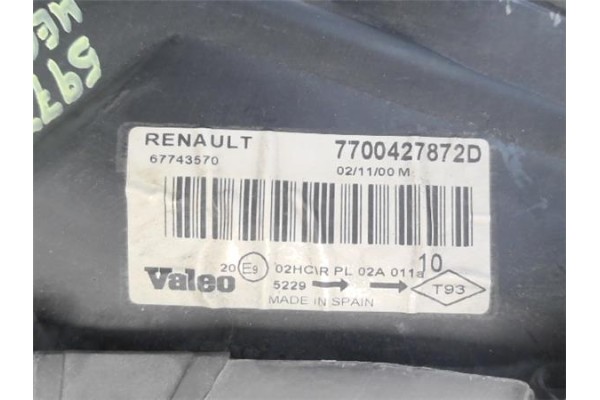 RENAULT 7700427872D
67743570 02/11/00 M
10
Valeo 20 E9 02HC\R PL 02A 011a
5229 T93
MADE IN SPAIN